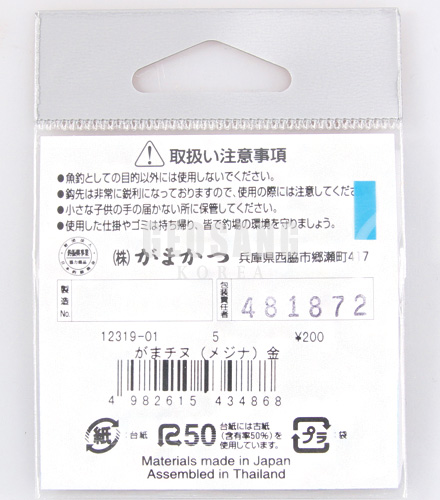 取扱い注意事項
●魚釣としての目的以外には使用しないでください。
●鈎先は非常に鋭利になっておりますので、使用の際には注意してくださ
●小さな子供の手の届かない所に保管してください。
●使用した仕掛やゴミは持ち帰り、皆で釣場の環境を守りましょう。
GEOSANG
KOREA
(株) がまかつ 兵庫県西脇市郷瀬町417
製造No.
包装責任者 481872
12319-01 5 ¥200
がまチヌ (メジナ) 金
4 982615 434868
紙 :台紙 R50 台紙には古紙(含有率50%)を使用しています。 プラ :袋
Materials made in Japan
Assembled in Thailand